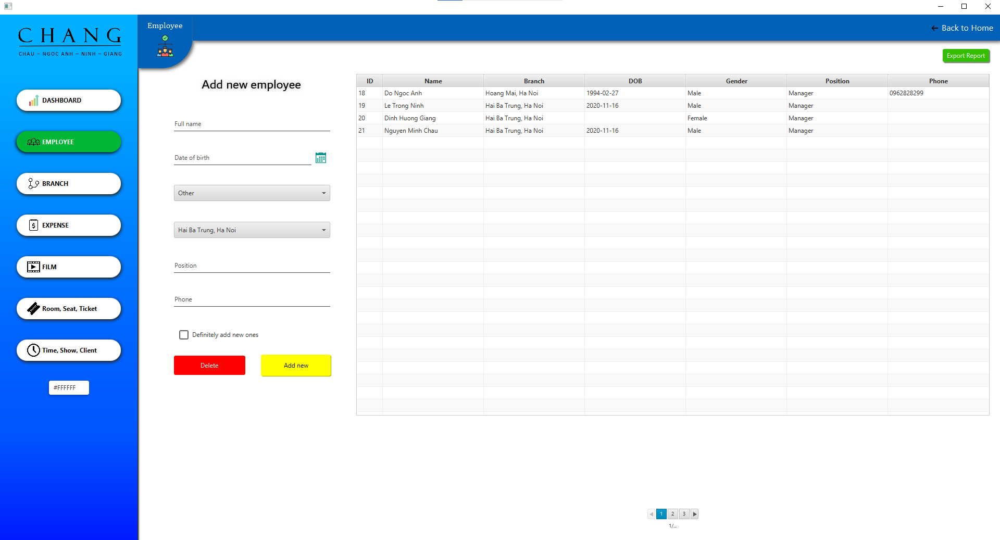 CHANG
CHAU – NGOC ANH – NINH – GIANG
DASHBOARD
EMPLOYEE
BRANCH
EXPENSE
FILM
Room, Seat, Ticket
Time, Show, Client
#FFFFFF
Employee
Back to Home
Export Report
Add new employee
Full name
Date of birth
Other
Hai Ba Trung, Ha Noi
Position
Phone
Definitely add new ones
Delete Add new
ID Name Branch DOB Gender Position Phone
18 Do Ngoc Anh Hoang Mai, Ha Noi 1994-02-27 Male Manager 0962828299
19 Le Trong Ninh Hai Ba Trung, Ha Noi 2020-11-16 Male Manager
20 Dinh Huong Giang Hai Ba Trung, Ha Noi Female Manager
21 Nguyen Minh Chau Hai Ba Trung, Ha Noi 2020-11-16 Male Manager
1 2 3
1/...